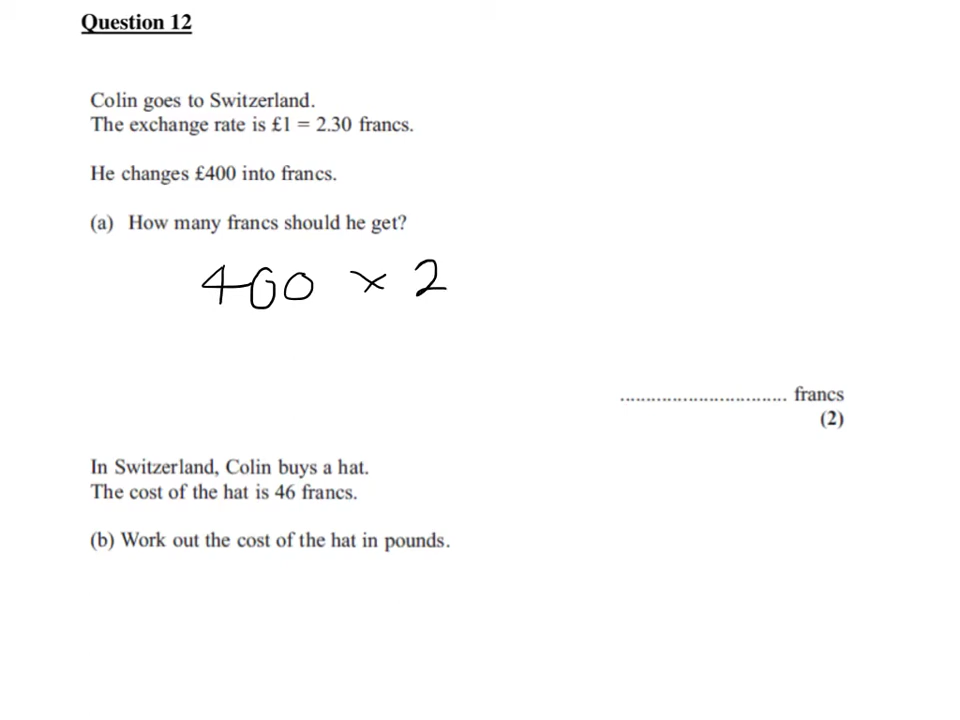 Question 12
Colin goes to Switzerland.
The exchange rate is £1 = 2.30 francs.
He changes £400 into francs.
(a) How many francs should he get?
400 × 2
................................ francs
(2)
In Switzerland, Colin buys a hat.
The cost of the hat is 46 francs.
(b) Work out the cost of the hat in pounds.